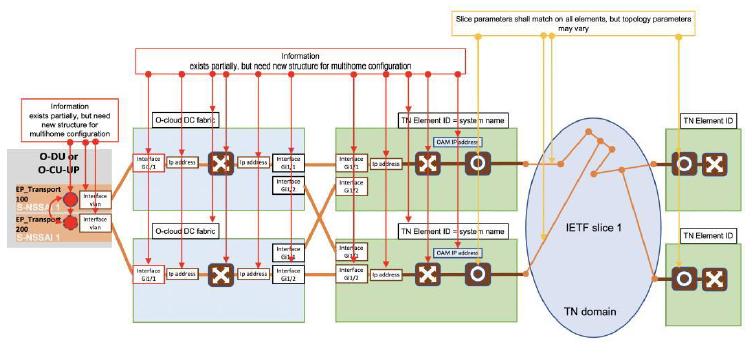 Slice parameters shall match on all elements, but topology parameters
may vary
Information
exists partially, but need new structure for multihome configuration
Information
exists partially, but need
new structure for
multihome configuration
O-cloud DC fabric
TN Element ID = system name
TN Element ID
OAM IP address
O-DU or
O-CU-UP
Interface
Gi1/1
Ip address
Ip address
Interface
Gi1/1
Interface
Gi1/2
Interface
Gi1/1
Ip address
Interface
Gi1/2
EP_Transport
100
S-NSSAI 1
Interface
vlan
EP_Transport
200
S-NSSAI 1
Interface
vlan
O-cloud DC fabric
TN Element ID = system name
TN Element ID
IETF slice 1
OAM IP address
Interface
Gi1/1
Interface
Gi1/1
Interface
Gi1/1
Ip address
Ip address
Interface
Gi1/2
Interface
Gi1/2
Ip address
TN domain